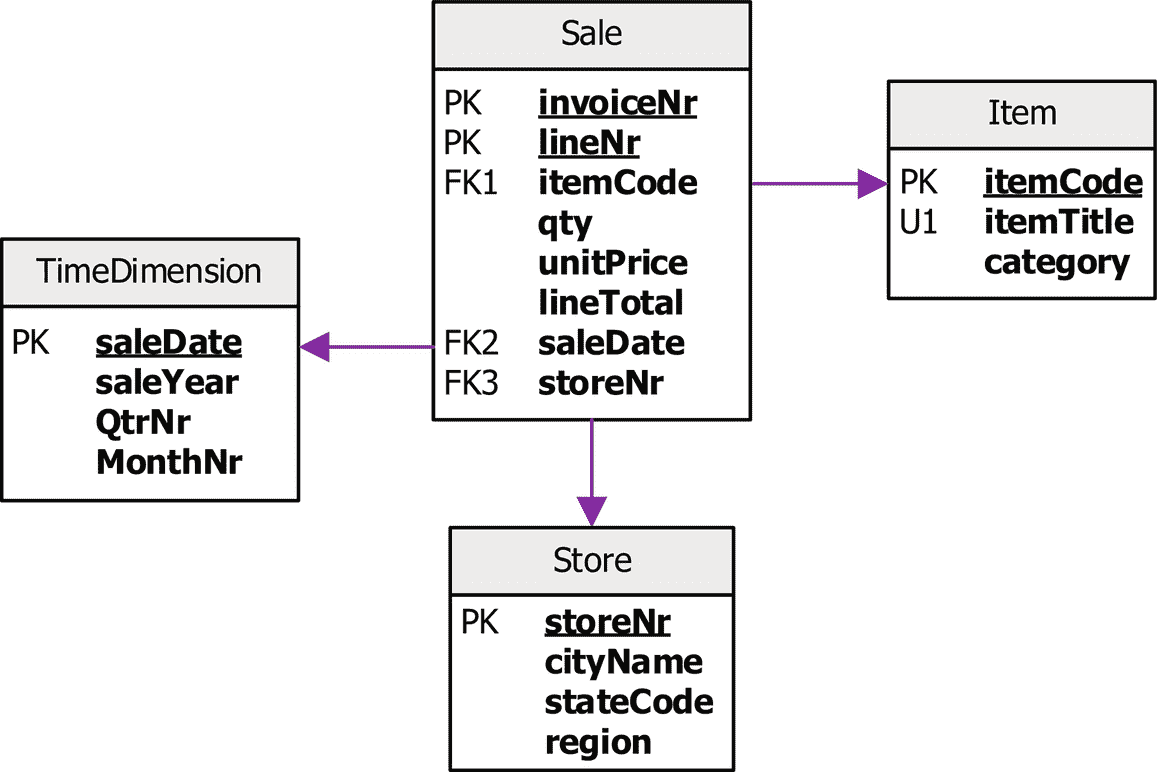 Sale
PK invoiceNr
PK lineNr
FK1 itemCode
qty
unitPrice
lineTotal
FK2 saleDate
FK3 storeNr
Item
PK itemCode
U1 itemTitle
category
TimeDimension
PK saleDate
saleYear
QtrNr
MonthNr
Store
PK storeNr
cityName
stateCode
region